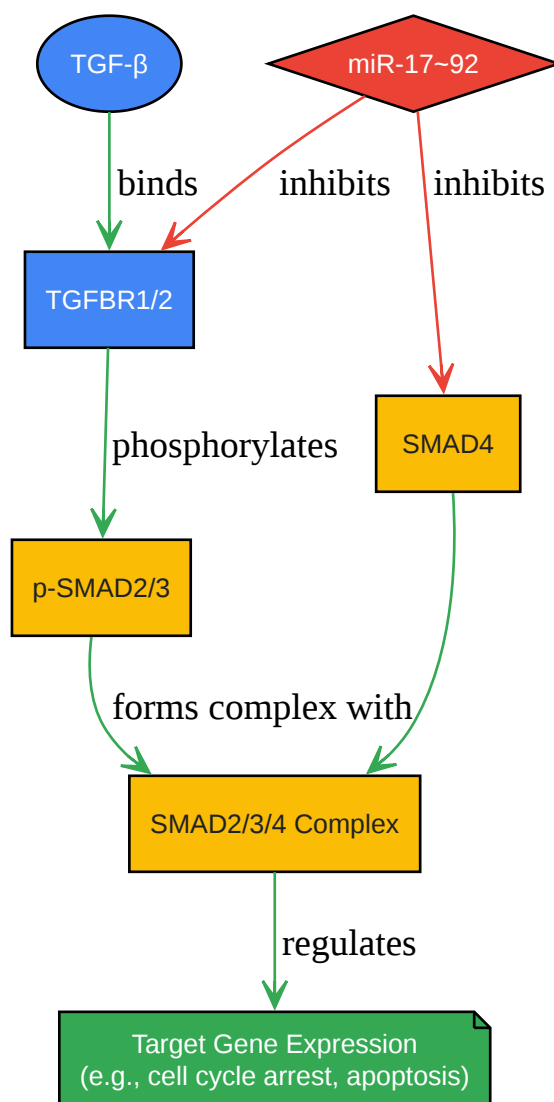 TGF-β
miR-17~92
binds
inhibits
inhibits
TGFBR1/2
phosphorylates
SMAD4
p-SMAD2/3
forms complex with
SMAD2/3/4 Complex
regulates
Target Gene Expression
(e.g., cell cycle arrest, apoptosis)